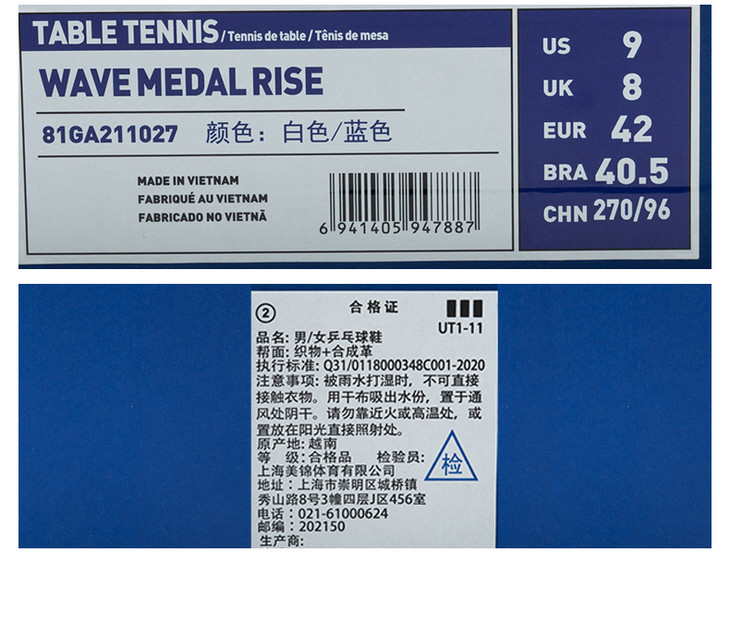 TABLE TENNIS / Tennis de table / Tênis de mesa
WAVE MEDAL RISE
81GA211027 颜色：白色/蓝色
MADE IN VIETNAM
FABRIQUÉ AU VIETNAM
FABRICADO NO VIETNÃ
6 941405 947887
US 9
UK 8
EUR 42
BRA 40.5
CHN 270/96
② 合格证
UT1-11
品名: 男/女乒乓球鞋
帮面: 织物+合成革
执行标准: Q31/0118000348C001-2020
注意事项: 被雨水打湿时，不可直接
接触衣物。用干布吸出水份，置于通
风处阴干。请勿靠近火或高温处，或
置放在阳光直接照射处。
原产地: 越南
等 级: 合格品 检验员: 检
上海美锦体育有限公司
地址：上海市崇明区城桥镇
秀山路8号3幢四层J区456室
电话：021-61000624
邮编：202150
生产商: